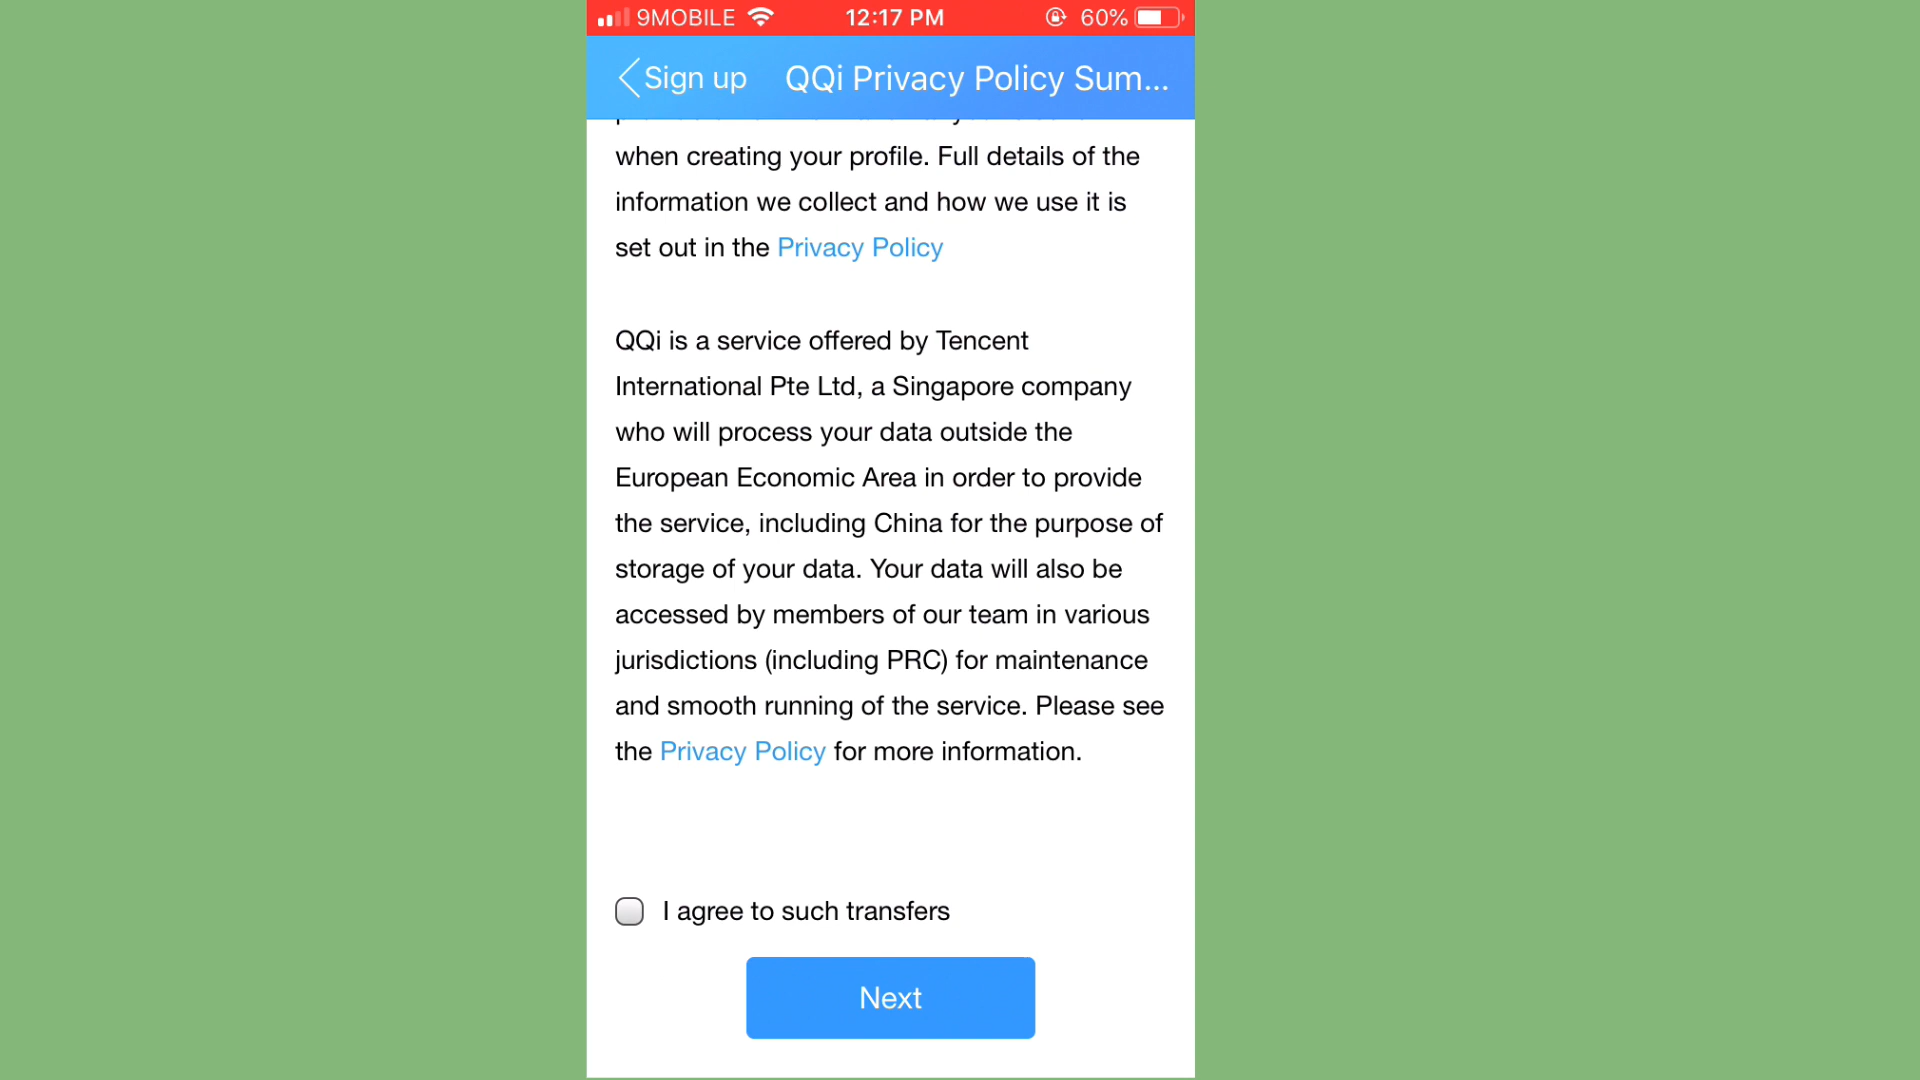 9MOBILE 12:17 PM 60%
Sign up QQi Privacy Policy Sum...
when creating your profile. Full details of the
information we collect and how we use it is
set out in the Privacy Policy
QQi is a service offered by Tencent
International Pte Ltd, a Singapore company
who will process your data outside the
European Economic Area in order to provide
the service, including China for the purpose of
storage of your data. Your data will also be
accessed by members of our team in various
jurisdictions (including PRC) for maintenance
and smooth running of the service. Please see
the Privacy Policy for more information.
I agree to such transfers
Next